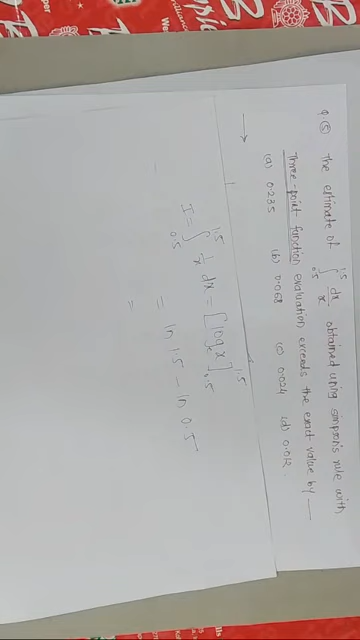 Q.⑤ The estimate of ∫_{0.5}^{1.5} dx/x obtained using simpson's rule with
Three-point-function evaluation exceeds the exact value by —
(a) 0.235 (b) 0.068 (c) 0.024 (d) 0.012.
→
I = ∫_{0.5}^{1.5} 1/x dx = [log_e x]_{0.5}^{1.5}
= ln 1.5 - ln 0.5
=